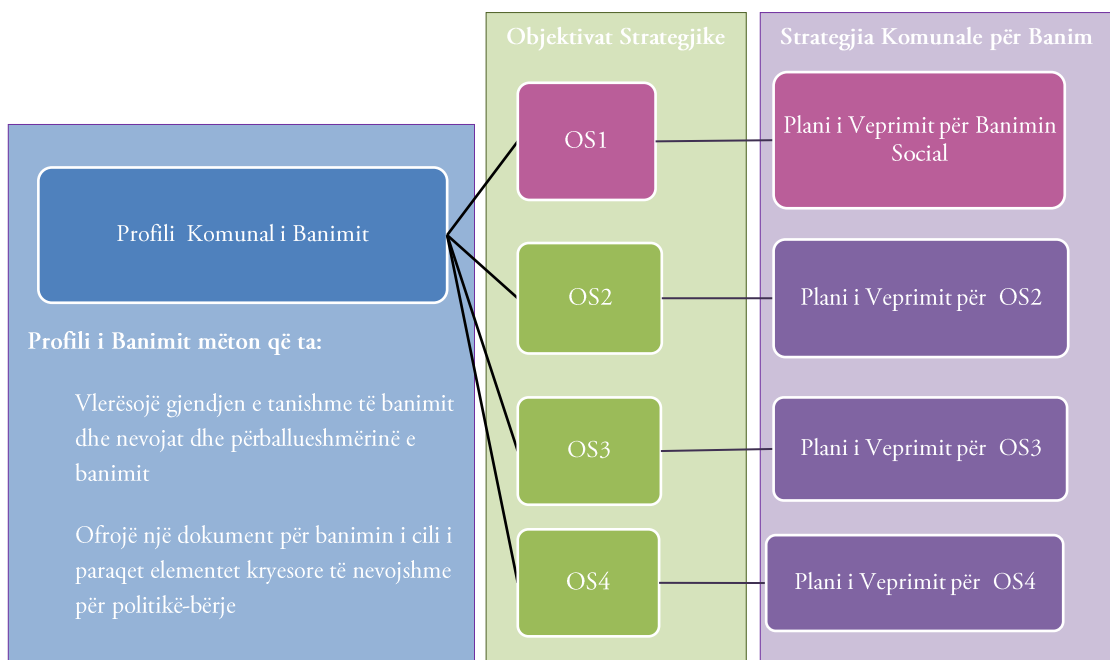 Objektivat Strategjike
Strategjia Komunale për Banim
Profili Komunal i Banimit
Profili i Banimit mëton që ta:
Vlerësojë gjendjen e tanishme të banimit
dhe nevojat dhe përballueshmërinë e
banimit
Ofrojë një dokument për banimin i cili i
paraqet elementet kryesore të nevojshme
për politikë-bërje
OS1
Plani i Veprimit për Banimin
Social
OS2
Plani i Veprimit për OS2
OS3
Plani i Veprimit për OS3
OS4
Plani i Veprimit për OS4